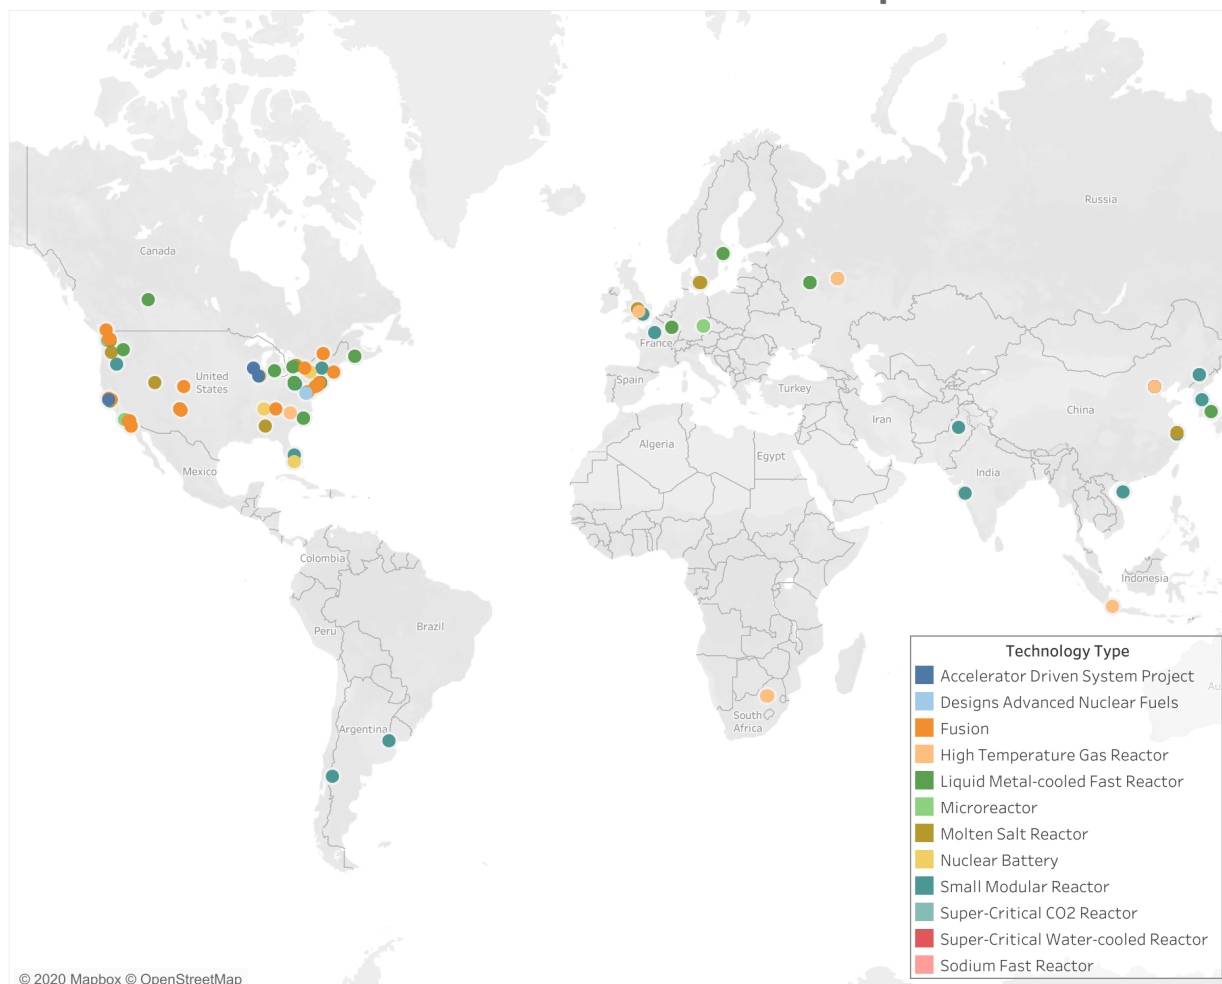 Russia
Canada
United
States
France
Spain
Turkey
China
Iran
Algeria
Egypt
Mexico
India
Colombia
Indonesia
Peru
Brazil
South
Africa
Argentina
Au
Technology Type
Accelerator Driven System Project
Designs Advanced Nuclear Fuels
Fusion
High Temperature Gas Reactor
Liquid Metal-cooled Fast Reactor
Microreactor
Molten Salt Reactor
Nuclear Battery
Small Modular Reactor
Super-Critical CO2 Reactor
Super-Critical Water-cooled Reactor
Sodium Fast Reactor
© 2020 Mapbox © OpenStreetMap